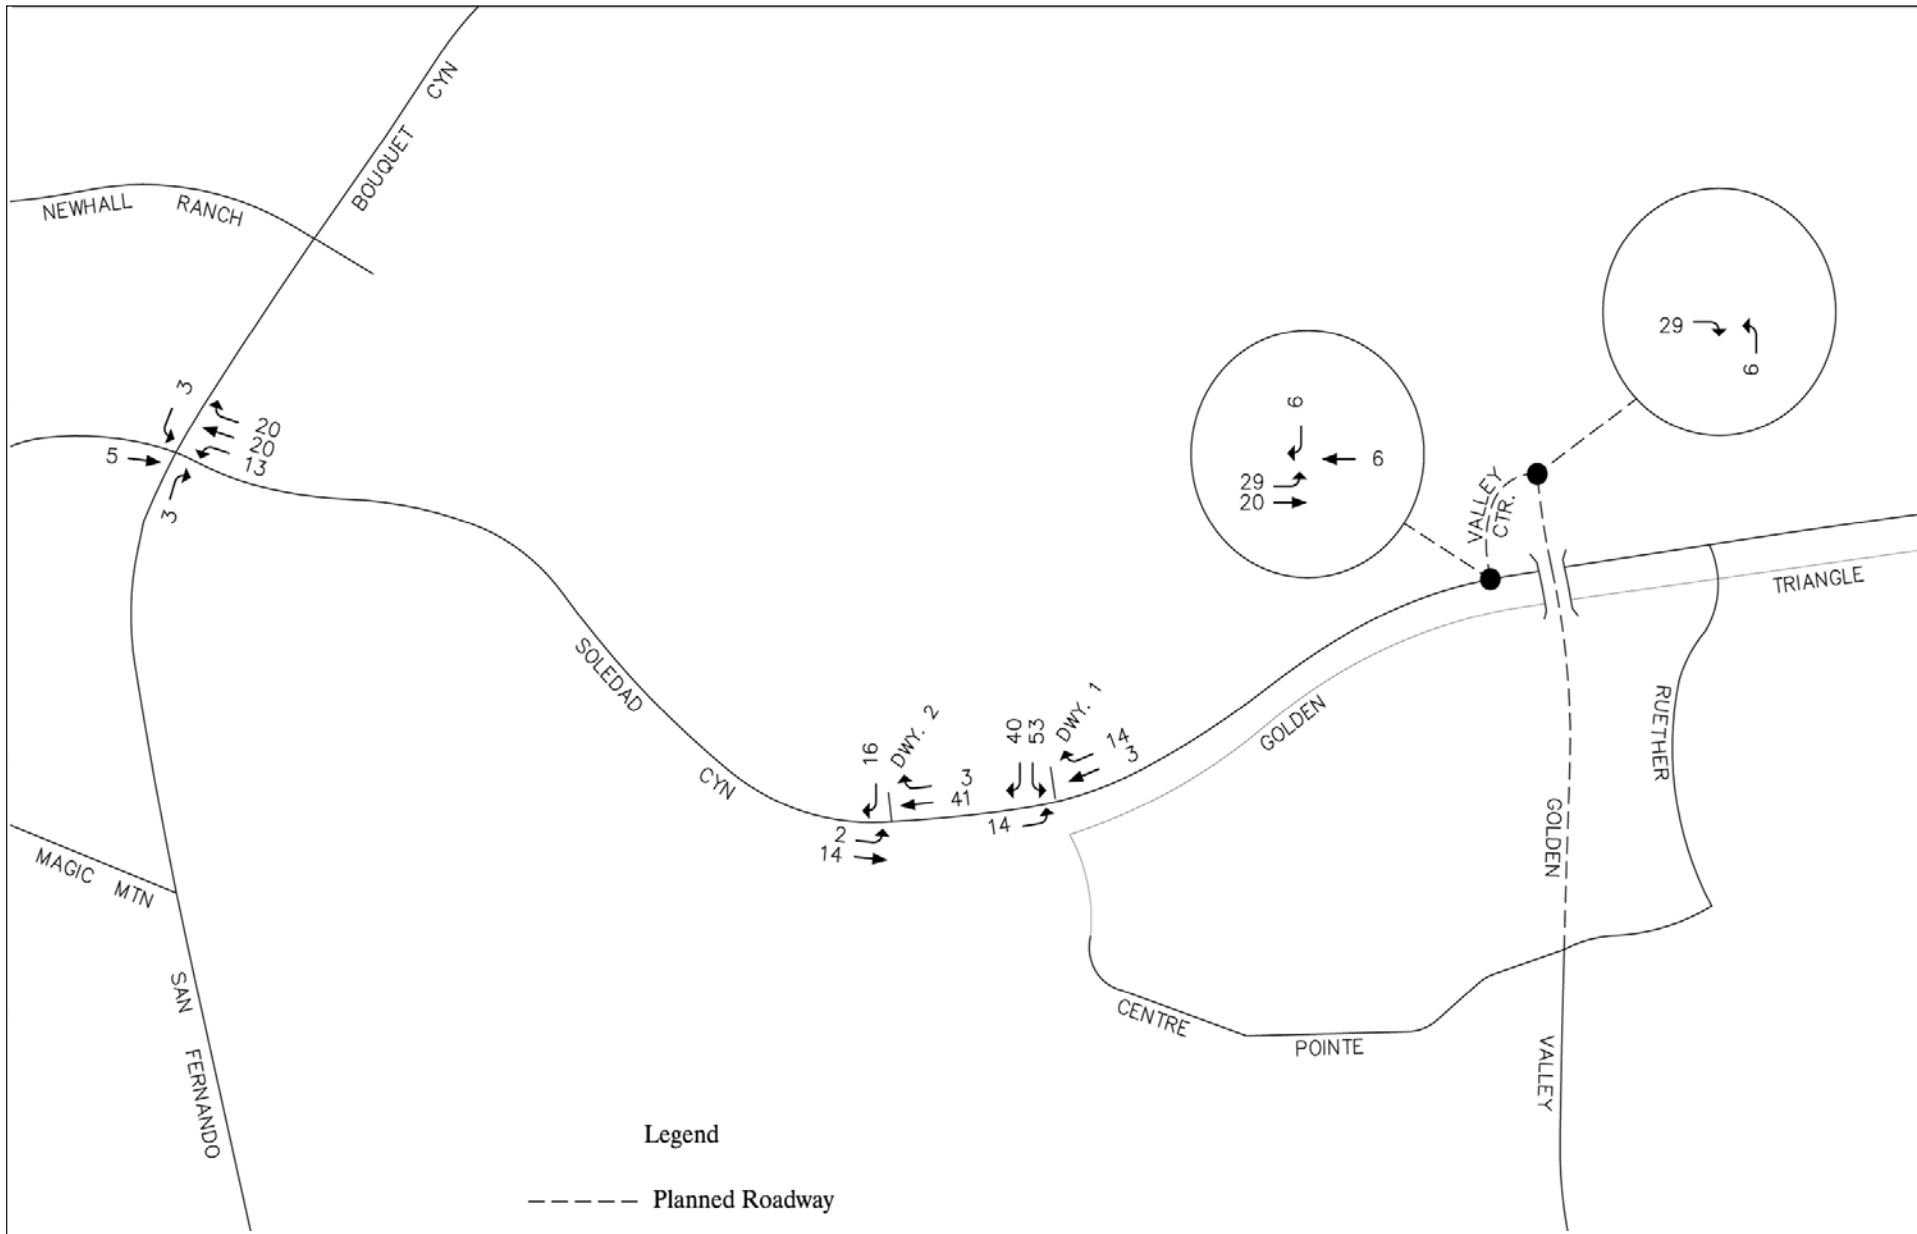 BOUQUET CYN
NEWHALL RANCH
29
6
6
6
29
20
3
20
20
13
5
3
VALLEY
CTR.
TRIANGLE
SOLEDAD
CYN
GOLDEN
RUETHER
DWY. 1
DWY. 2
40
53
14
3
16
3
41
2
14
14
GOLDEN
MAGIC MTN
SAN
FERNANDO
CENTRE
POINTE
VALLEY
Legend
Planned Roadway